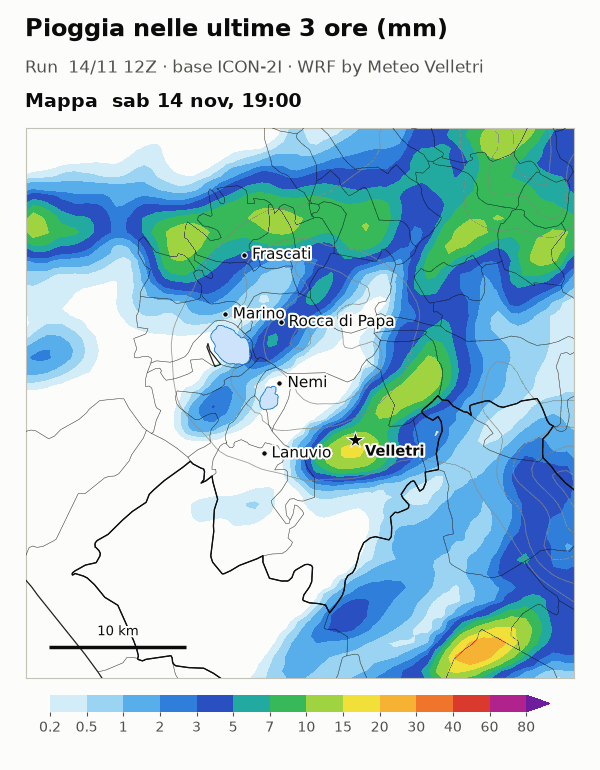 Pioggia nelle ultime 3 ore (mm)
Run  14/11 12Z · base ICON-2I · WRF by Meteo Velletri
Mappa  sab 14 nov, 19:00
Frascati
Marino
Rocca di Papa
Nemi
Velletri
Lanuvio
10 km
0.2 0.5 1 2 3 5 7 10 15 20 30 40 60 80